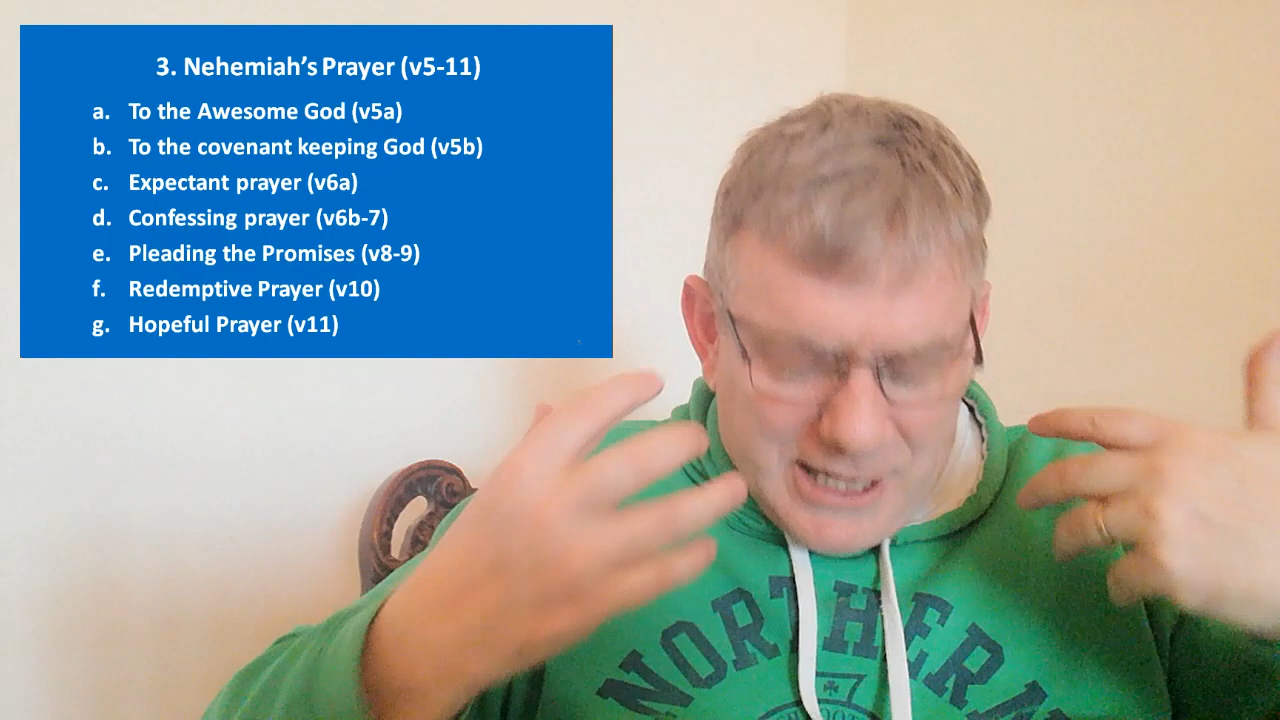 3. Nehemiah's Prayer (v5-11)
a. To the Awesome God (v5a)
b. To the covenant keeping God (v5b)
c. Expectant prayer (v6a)
d. Confessing prayer (v6b-7)
e. Pleading the Promises (v8-9)
f. Redemptive Prayer (v10)
g. Hopeful Prayer (v11)